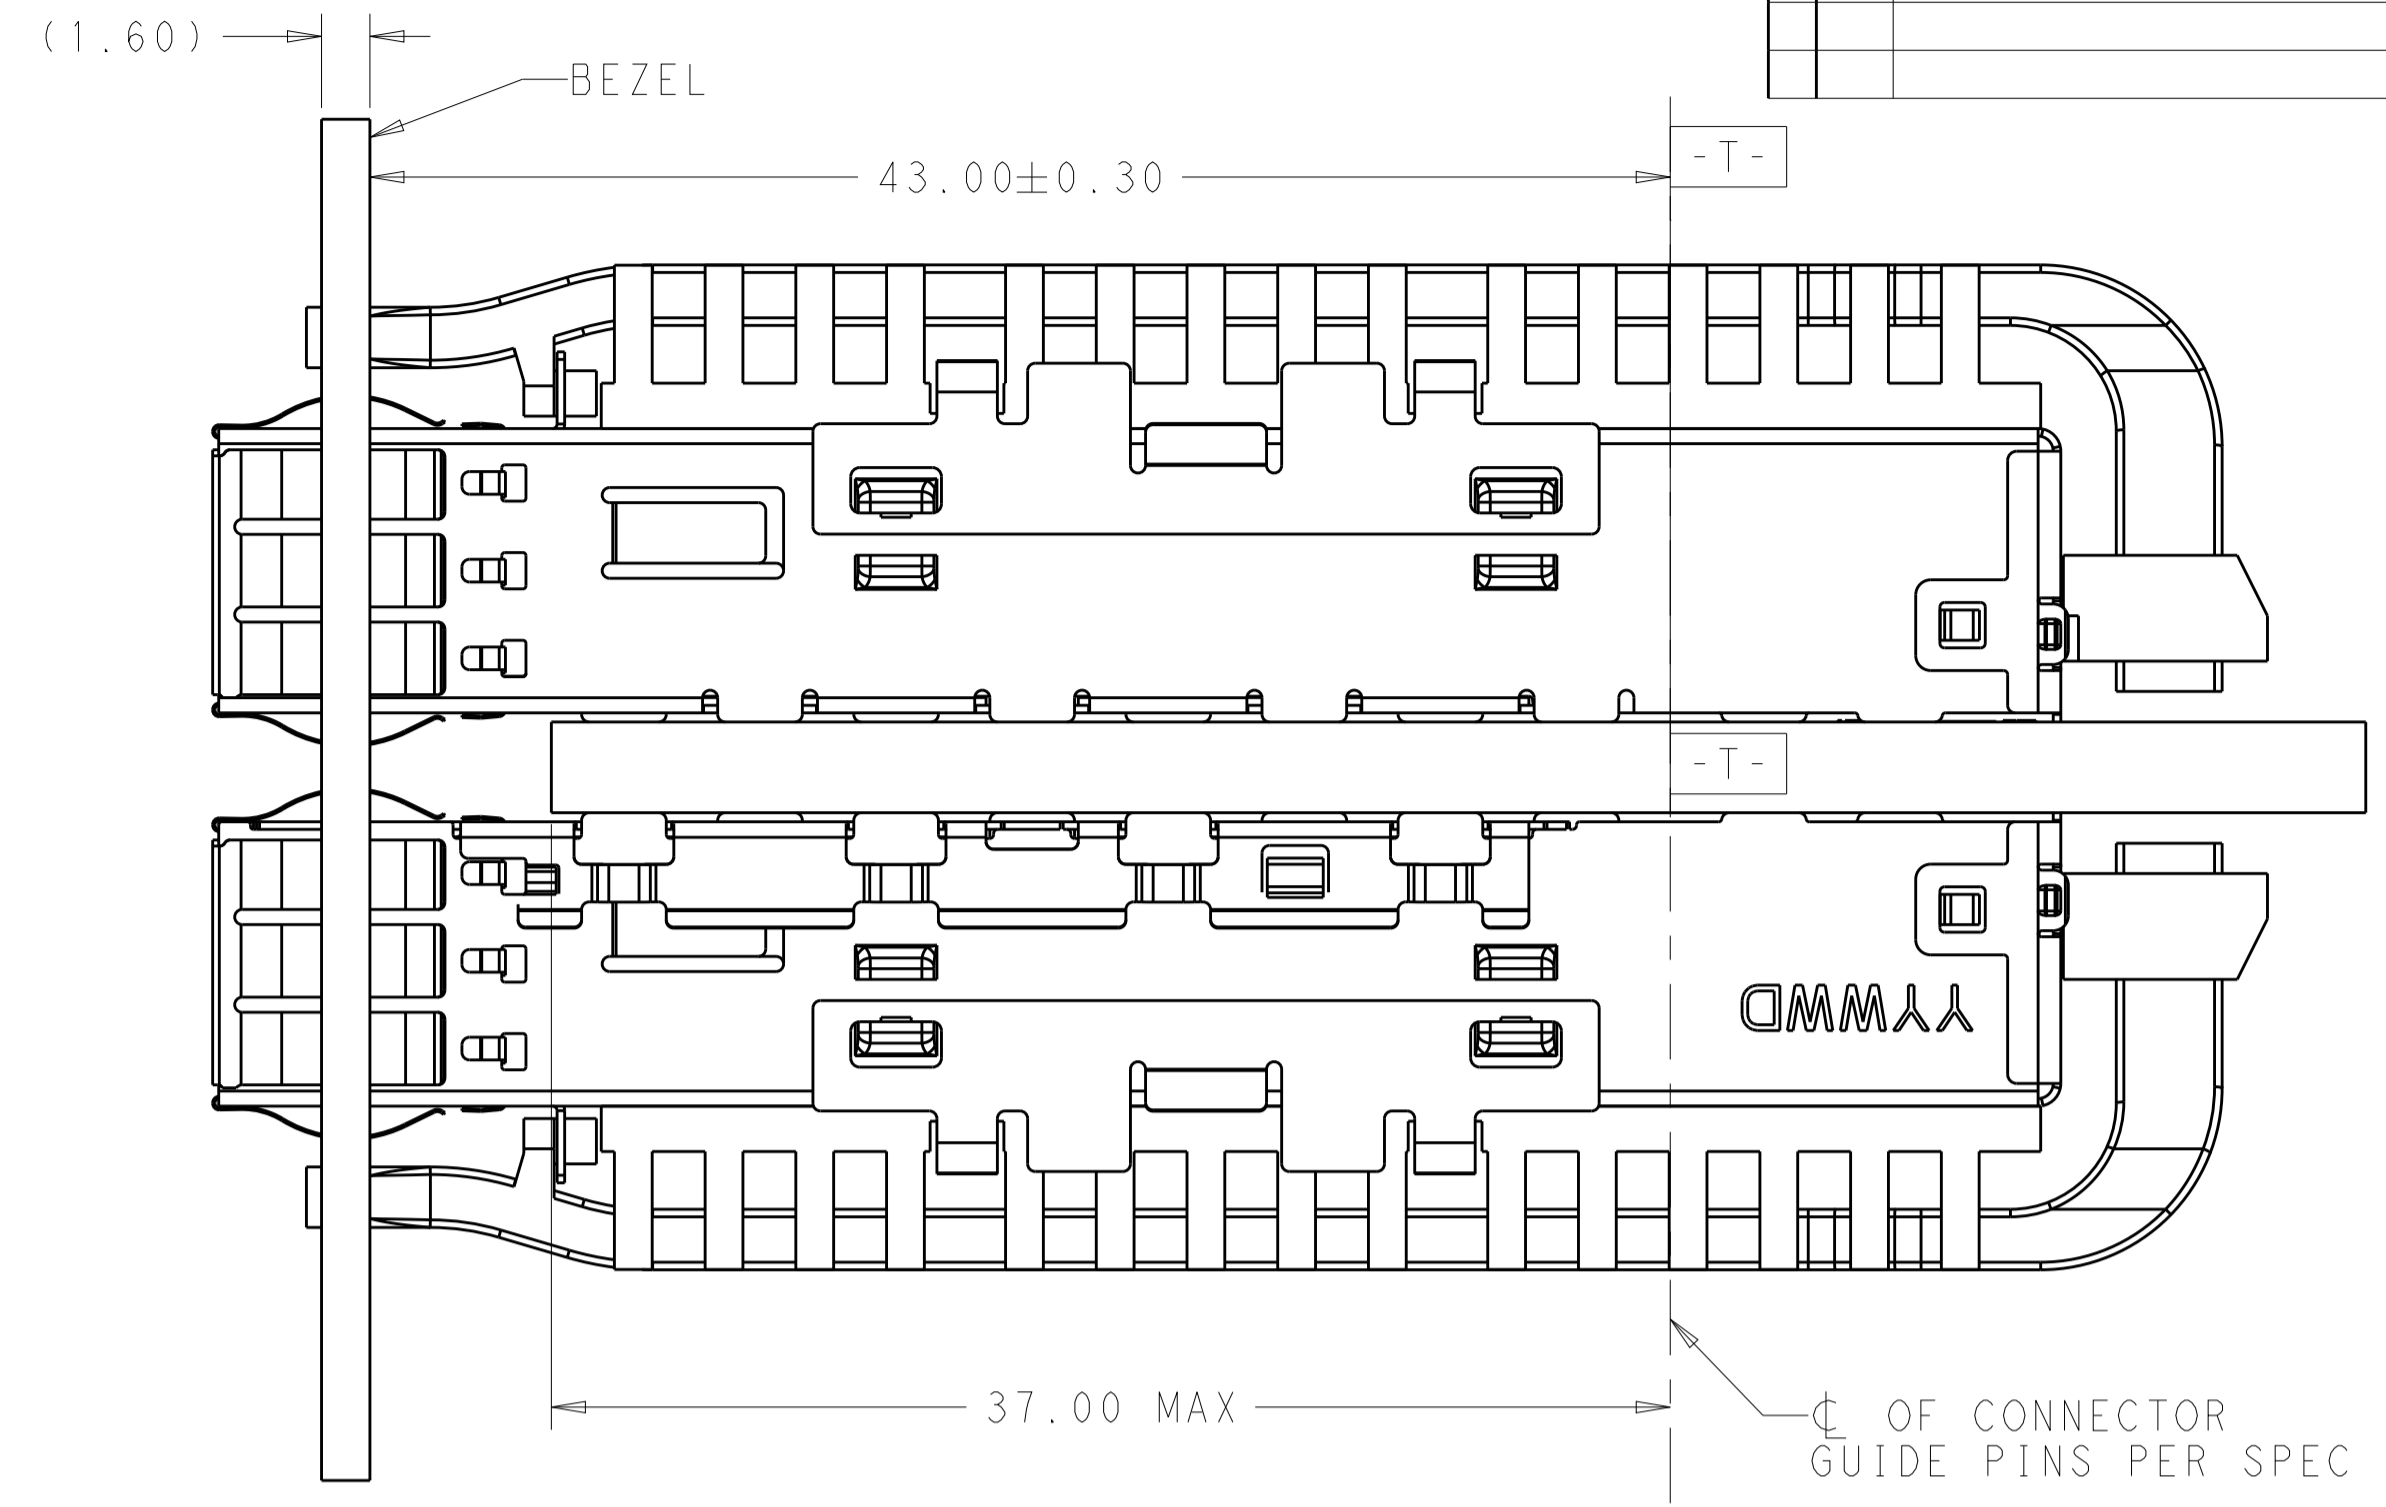 (1.60)
BEZEL
-T-
43.00±0.30
-T-
YYWWD
37.00 MAX
℄ OF CONNECTOR
GUIDE PINS PER SPEC